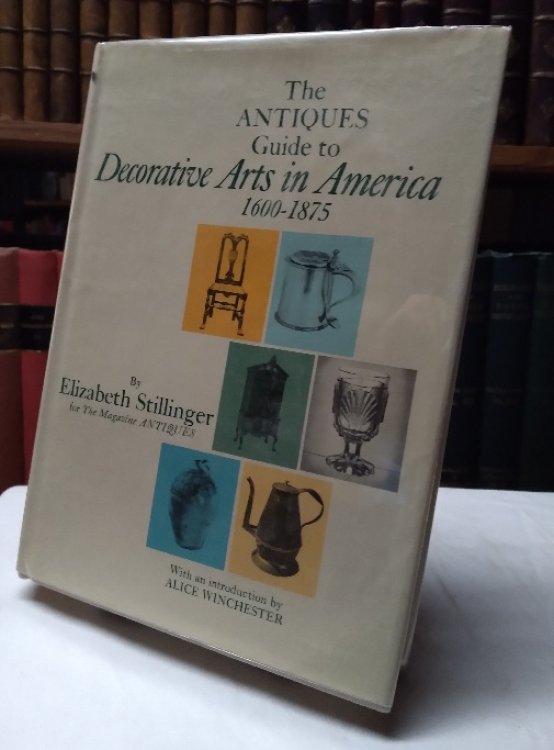 The
ANTIQUES
Guide to
Decorative Arts in America
1600-1875
By
Elizabeth Stillinger
for The Magazine ANTIQUES
With an introduction by
ALICE WINCHESTER